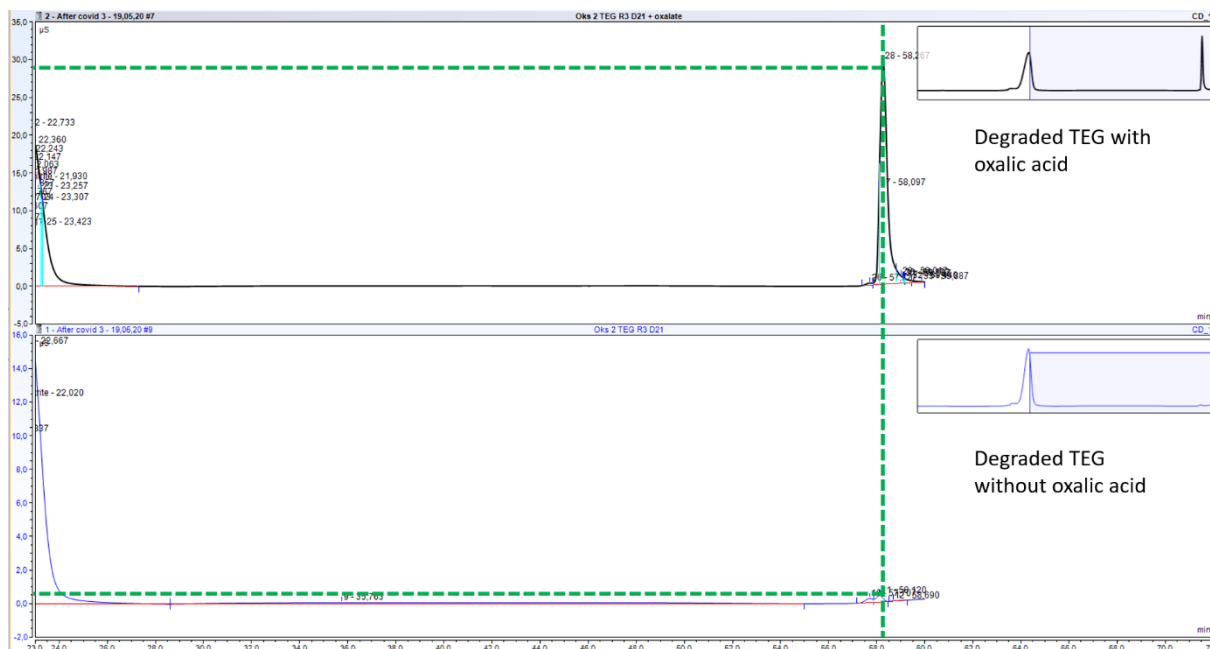 2 - After covid 3 - 19,05,20 #7
Oks 2 TEG R3 D21 + oxalate
CD_1
35,0
µS
30,0
25,0
20,0
15,0
10,0
5,0
0,0
-5,0
2 - 22,733
22,360
22,243
21,930
23,257
24 - 23,307
25 - 23,423
28 - 58,267
7 - 58,097
min
Degraded TEG with
oxalic acid
1 - After covid 3 - 19,05,20 #9
Oks 2 TEG R3 D21
CD_1
16,0
µS
14,0
12,0
10,0
8,0
6,0
4,0
2,0
0,0
-2,0
- 22,667
rite - 22,020
9 - 35,763
min
Degraded TEG
without oxalic acid
23,0 24,0 26,0 28,0 30,0 32,0 34,0 36,0 38,0 40,0 42,0 44,0 46,0 48,0 50,0 52,0 54,0 56,0 58,0 60,0 62,0 64,0 66,0 68,0 70,0